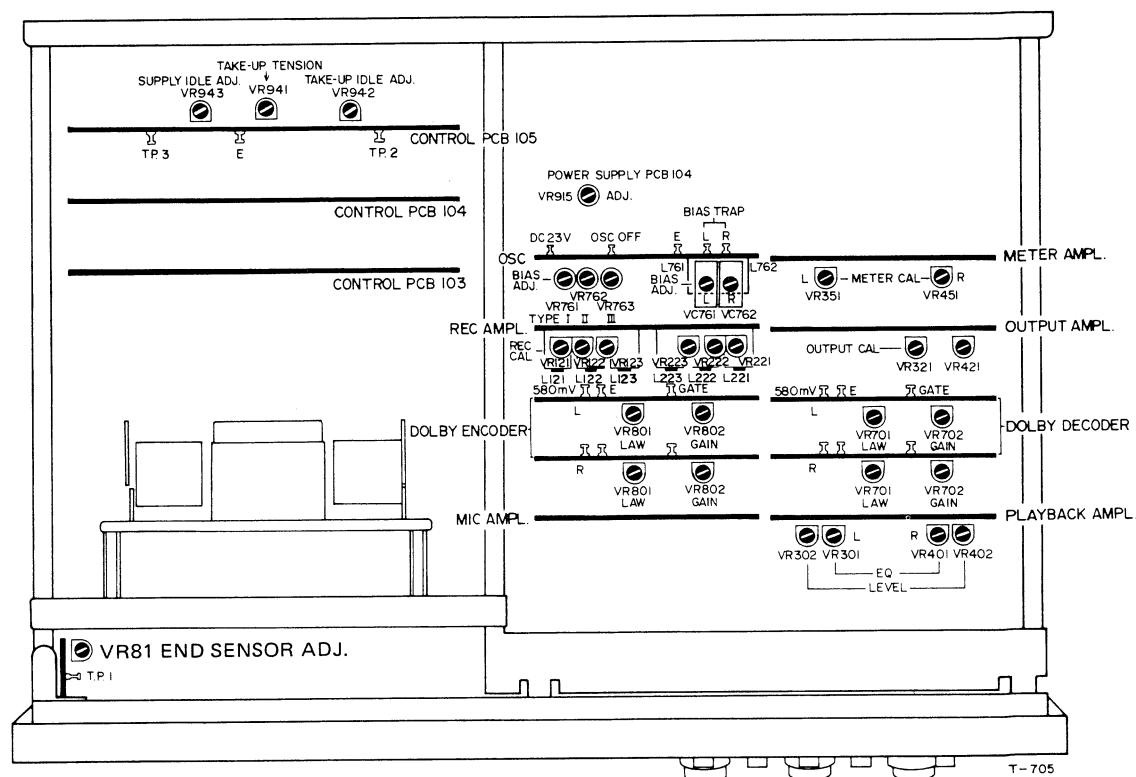 TAKE-UP TENSION
SUPPLY IDLE ADJ. ↓ TAKE-UP IDLE ADJ.
VR943 VR941 VR942
CONTROL PCB 105
T.P.3 E T.P.2
CONTROL PCB 104
CONTROL PCB 103
POWER SUPPLY PCB 104
VR915 ADJ.
BIAS TRAP
DC 23V OSC OFF E L R
OSC
L761 L762
BIAS ADJ.
VR762
VR761 VR763
BIAS ADJ.
L
L R
VC761 VC762
TYPE I II III
REC AMPL.
REC CAL
VR121 VR122 VR123 VR223 VR222 VR221
L121 L122 L123 L223 L222 L221
580mV E GATE
L
DOLBY ENCODER
VR801 VR802
LAW GAIN
R
VR801 VR802
LAW GAIN
MIC AMPL.
METER AMPL.
L METER CAL R
VR351 VR451
OUTPUT AMPL.
OUTPUT CAL
VR321 VR421
580mV E GATE
L
DOLBY DECODER
VR701 VR702
LAW GAIN
R
VR701 VR702
LAW GAIN
PLAYBACK AMPL.
L R
VR302 VR301 VR401 VR402
EQ
LEVEL
VR81 END SENSOR ADJ.
T.P. 1
T-705